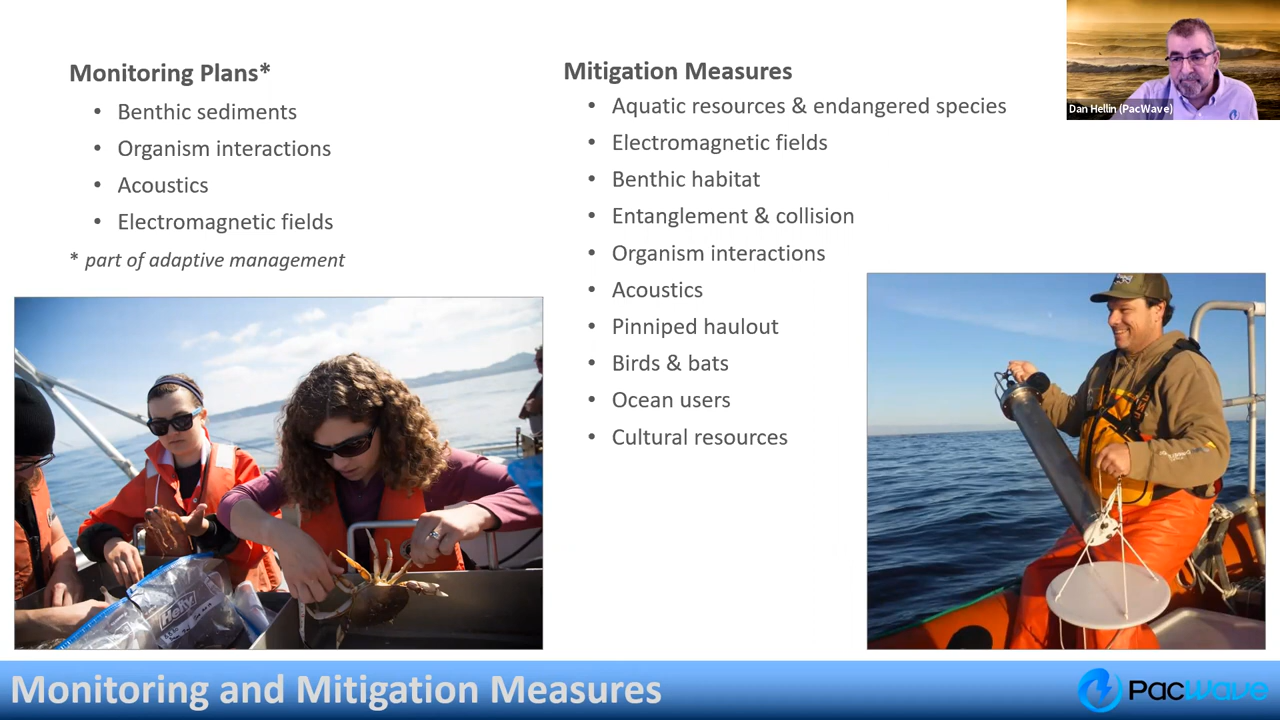 Monitoring Plans*
• Benthic sediments
• Organism interactions
• Acoustics
• Electromagnetic fields
* part of adaptive management
Mitigation Measures
• Aquatic resources & endangered species
• Electromagnetic fields
• Benthic habitat
• Entanglement & collision
• Organism interactions
• Acoustics
• Pinniped haulout
• Birds & bats
• Ocean users
• Cultural resources
Dan Hellin (PacWave)
Monitoring and Mitigation Measures
PacWave